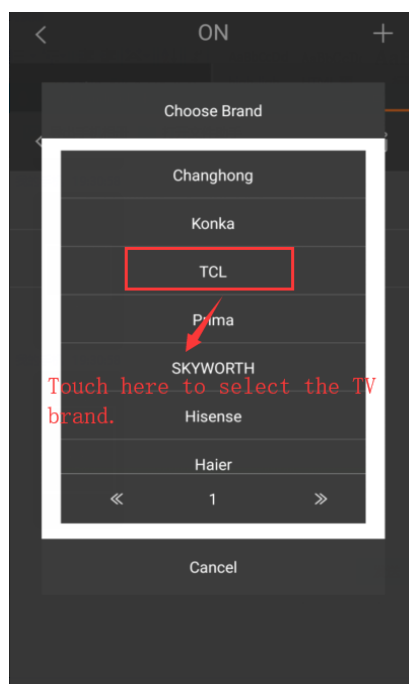 ON
Choose Brand
Changhong
Konka
TCL
Prima
SKYWORTH
Touch here to select the TV
brand.
Hisense
Haier
1
Cancel